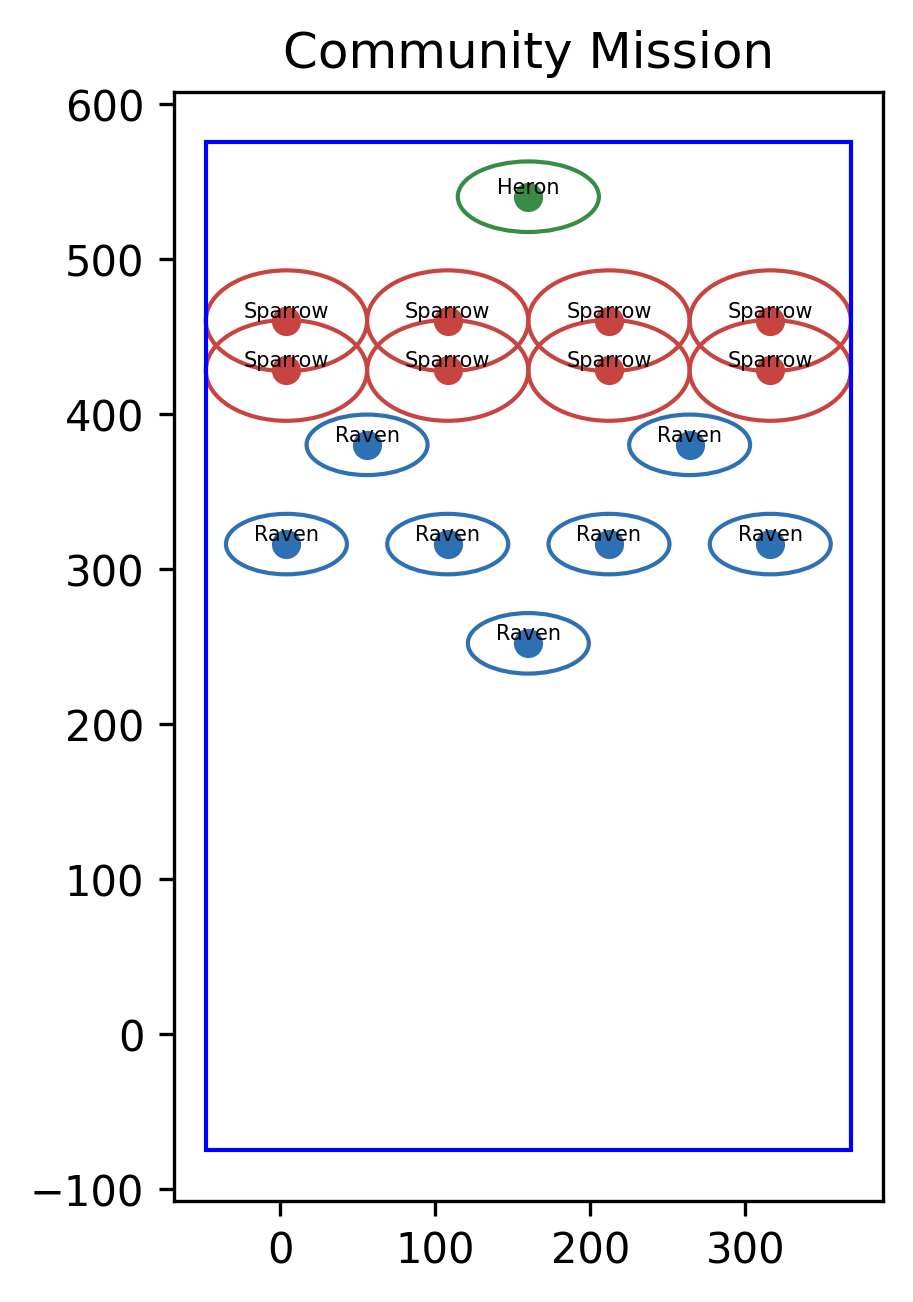 Community Mission
600
Heron
500
Sparrow Sparrow Sparrow Sparrow
Sparrow Sparrow Sparrow Sparrow
400
Raven Raven
Raven Raven Raven Raven
300
Raven
200
100
0
−100
0 100 200 300